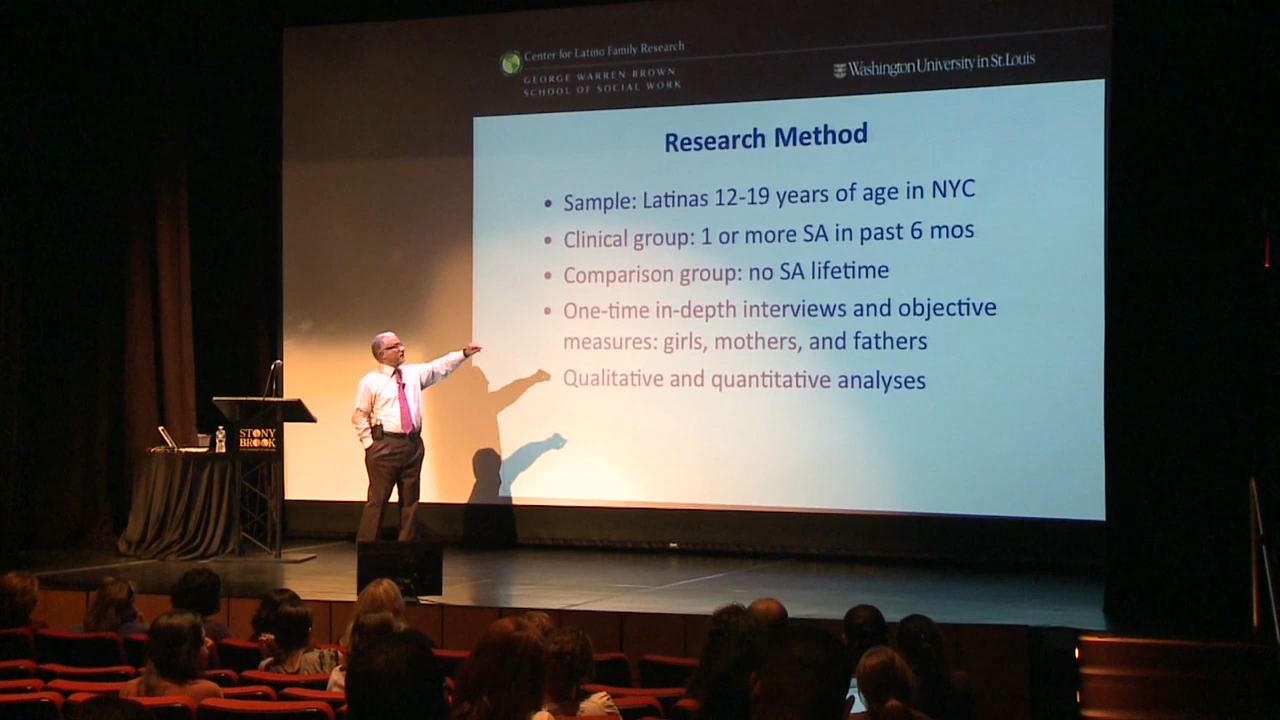 Center for Latino Family Research
GEORGE WARREN BROWN
SCHOOL OF SOCIAL WORK
Washington University in St. Louis
Research Method
• Sample: Latinas 12-19 years of age in NYC
• Clinical group: 1 or more SA in past 6 mos
• Comparison group: no SA lifetime
• One-time in-depth interviews and objective
measures: girls, mothers, and fathers
• Qualitative and quantitative analyses
STONY
BROOK